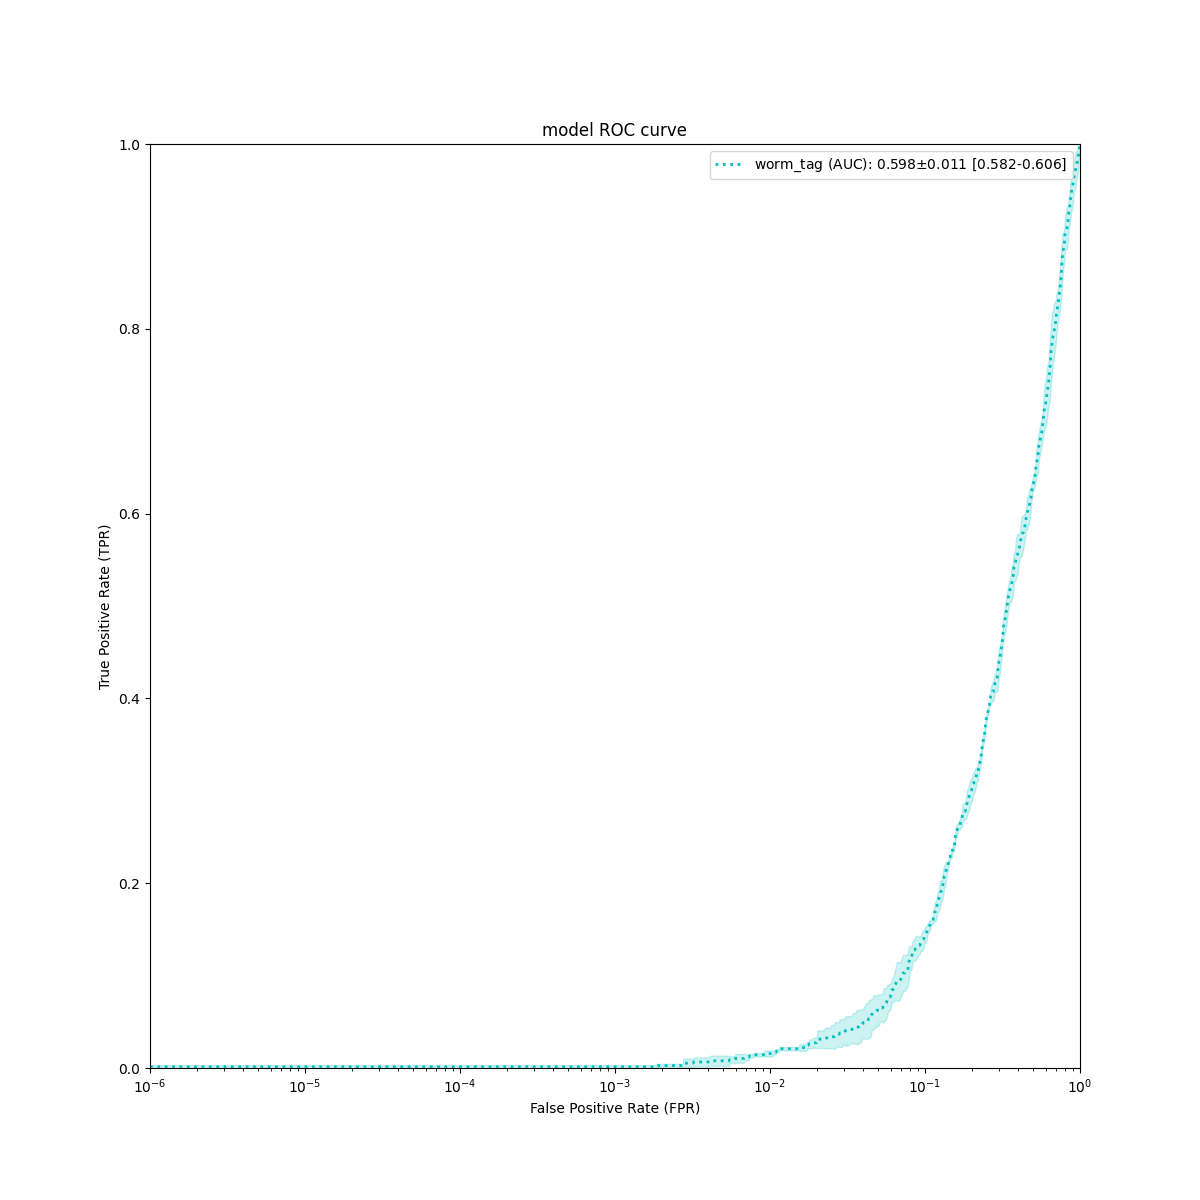 model ROC curve
worm_tag (AUC): 0.598±0.011 [0.582-0.606]
True Positive Rate (TPR)
1.0
0.8
0.6
0.4
0.2
0.0
10⁻⁶ 10⁻⁵ 10⁻⁴ 10⁻³ 10⁻² 10⁻¹ 10⁰
False Positive Rate (FPR)